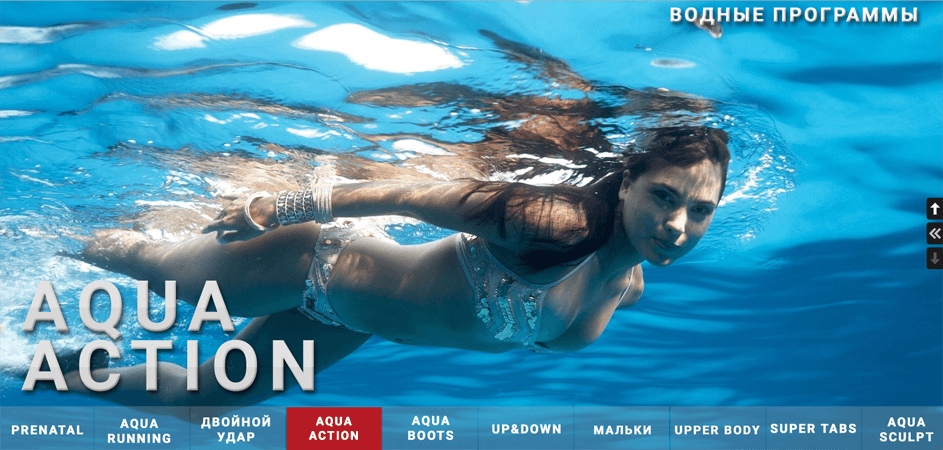 ВОДНЫЕ ПРОГРАММЫ
AQUA
ACTION
PRENATAL
AQUA
RUNNING
ДВОЙНОЙ
УДАР
AQUA
ACTION
AQUA
BOOTS
UP&DOWN
МАЛЬКИ
UPPER BODY
SUPER TABS
AQUA
SCULPT